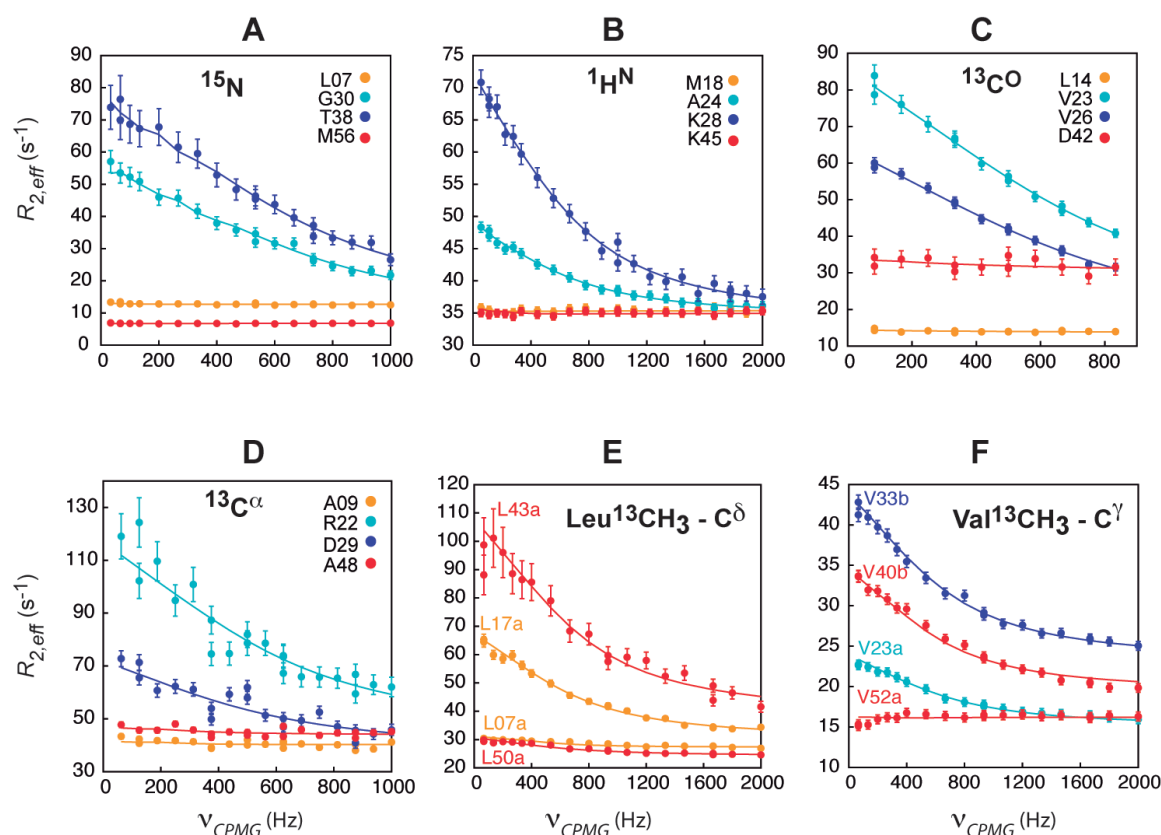 A
B
C
R2,eff (s-1)
90
80
70
60
50
40
30
20
10
0
0
200
400
600
800
1000
15N
L07
G30
T38
M56
75
70
65
60
55
50
45
40
35
30
0
400
800
1200
1600
2000
1HN
M18
A24
K28
K45
90
80
70
60
50
40
30
20
10
0
200
400
600
800
13CO
L14
V23
V26
D42
D
E
F
R2,eff (s-1)
130
110
90
70
50
30
0
200
400
600
800
1000
13Cα
A09
R22
D29
A48
νCPMG (Hz)
120
110
100
90
80
70
60
50
40
30
20
0
400
800
1200
1600
2000
Leu13CH3 - Cδ
L43a
L17a
L07a
L50a
νCPMG (Hz)
45
40
35
30
25
20
15
10
0
400
800
1200
1600
2000
Val13CH3 - Cγ
V33b
V40b
V23a
V52a
νCPMG (Hz)